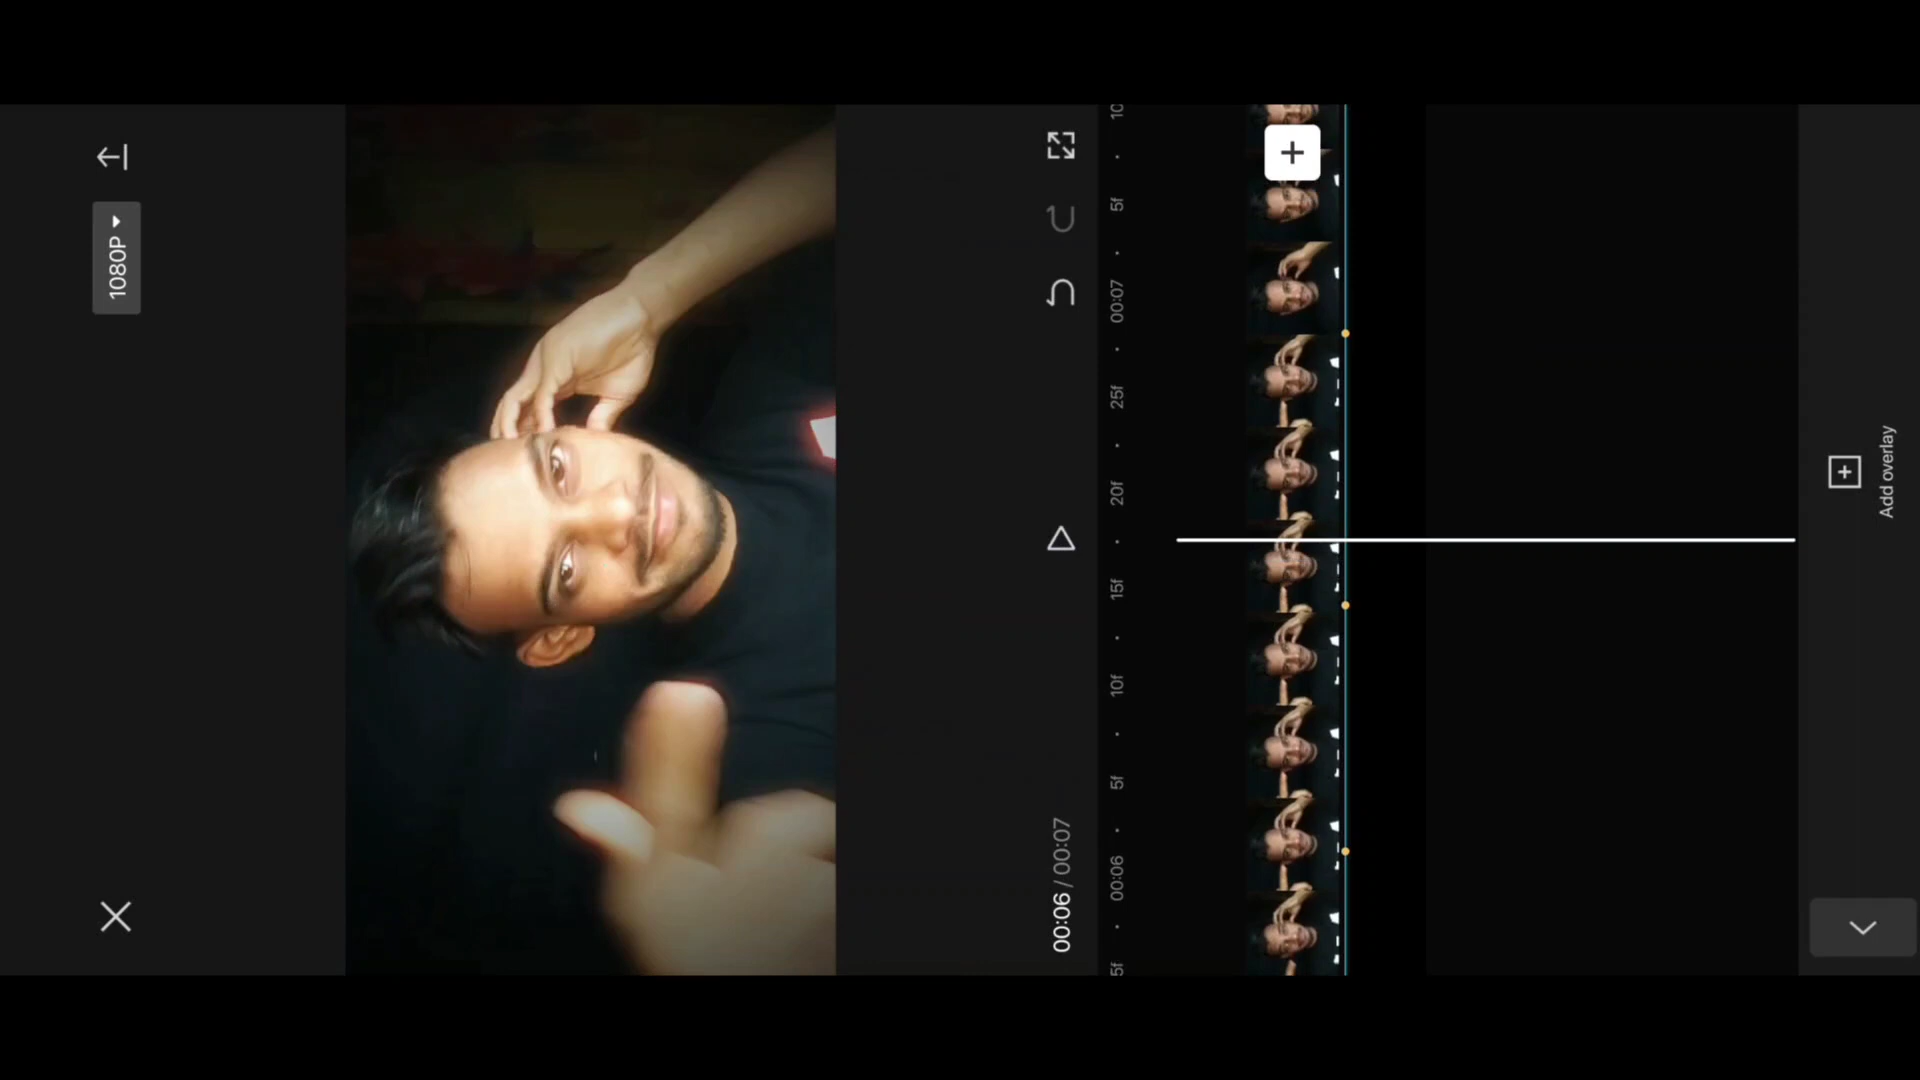 1080P
00:06 / 00:07
5f
00:06
5f
10f
15f
20f
25f
00:07
5f
10
Add overlay